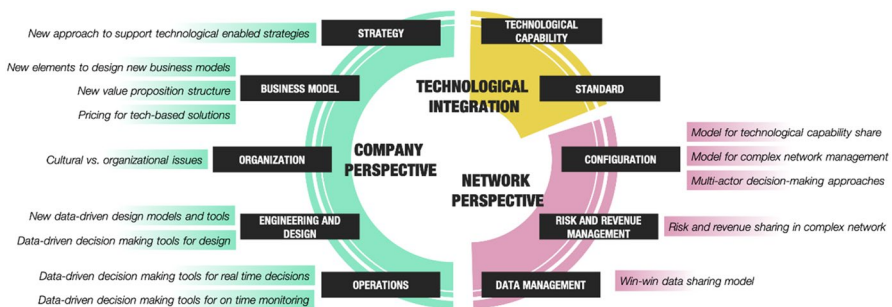 New approach to support technological enabled strategies
STRATEGY
New elements to design new business models
New value proposition structure
Pricing for tech-based solutions
BUSINESS MODEL
Cultural vs. organizational issues
ORGANIZATION
New data-driven design models and tools
Data-driven decision making tools for design
ENGINEERING AND
DESIGN
Data-driven decision making tools for real time decisions
Data-driven decision making tools for on time monitoring
OPERATIONS
COMPANY
PERSPECTIVE
TECHNOLOGICAL
INTEGRATION
TECHNOLOGICAL
CAPABILITY
STANDARD
NETWORK
PERSPECTIVE
CONFIGURATION
Model for technological capability share
Model for complex network management
Multi-actor decision-making approaches
RISK AND REVENUE
MANAGEMENT
Risk and revenue sharing in complex network
DATA MANAGEMENT
Win-win data sharing model